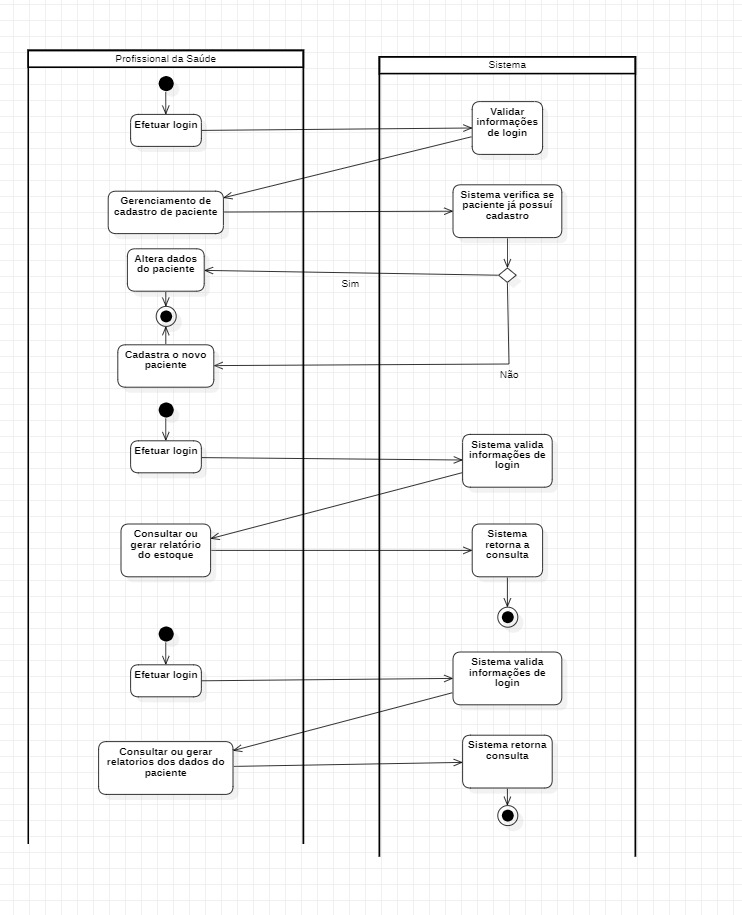 Profissional da Saúde
Sistema
Efetuar login
Validar
informações
de login
Gerenciamento de
cadastro de paciente
Sistema verifica se
paciente já possuí
cadastro
Altera dados
do paciente
Sim
Cadastra o novo
paciente
Não
Efetuar login
Sistema valida
informações de
login
Consultar ou
gerar relatório
do estoque
Sistema
retorna a
consulta
Efetuar login
Sistema valida
informações de
login
Consultar ou gerar
relatorios dos dados do
paciente
Sistema retorna
consulta